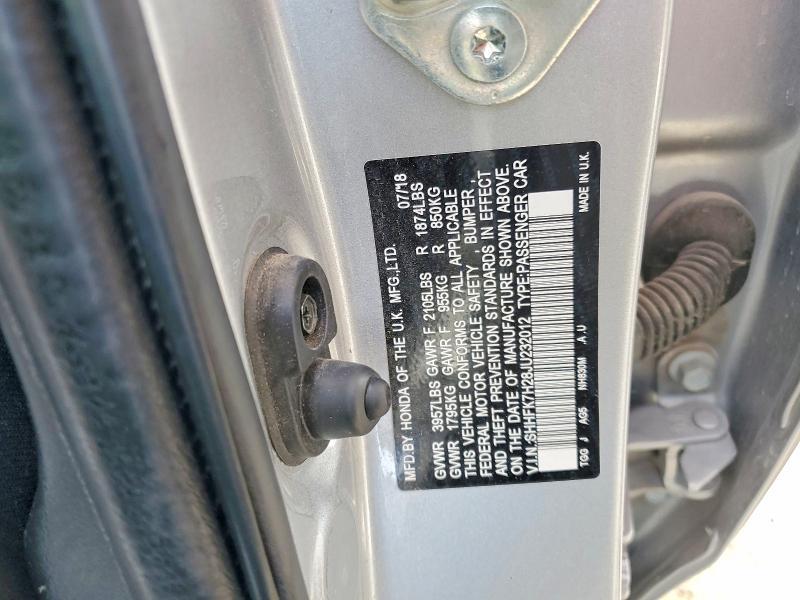 MFD.BY HONDA OF THE U.K. MFG.,LTD. 07/18
GVWR 3957LBS GAWR F 2105LBS R 1874LBS
GVWR 1795KG GAWR F 955KG R 850KG
THIS VEHICLE CONFORMS TO ALL APPLICABLE
FEDERAL MOTOR VEHICLE SAFETY, BUMPER,
AND THEFT PREVENTION STANDARDS IN EFFECT
ON THE DATE OF MANUFACTURE SHOWN ABOVE.
V.I.N.:SHHFK7H28JU232012 TYPE:PASSENGER CAR
TGG J AG5 NH830M A U MADE IN U.K.